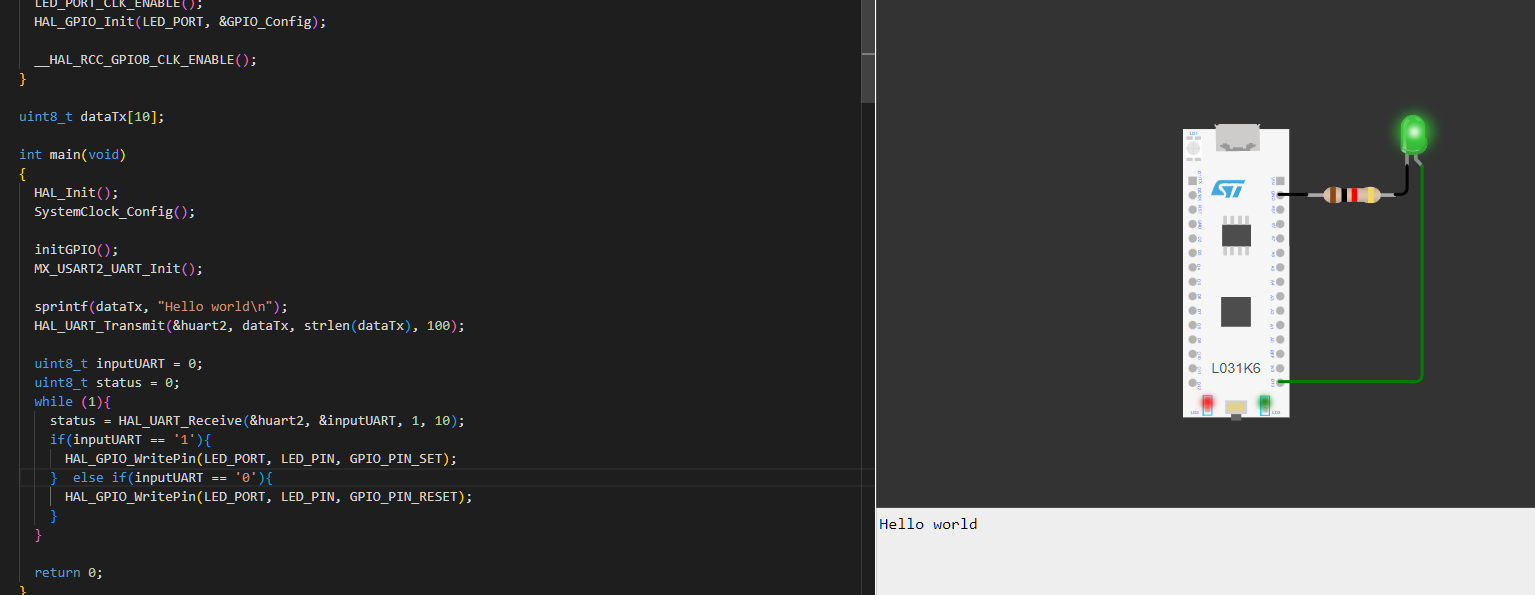 LED_PORT_CLK_ENABLE();
HAL_GPIO_Init(LED_PORT, &GPIO_Config);
__HAL_RCC_GPIOB_CLK_ENABLE();
}
uint8_t dataTx[10];
int main(void)
{
HAL_Init();
SystemClock_Config();
initGPIO();
MX_USART2_UART_Init();
sprintf(dataTx, "Hello world\n");
HAL_UART_Transmit(&huart2, dataTx, strlen(dataTx), 100);
uint8_t inputUART = 0;
uint8_t status = 0;
while (1){
status = HAL_UART_Receive(&huart2, &inputUART, 1, 10);
if(inputUART == '1'){
HAL_GPIO_WritePin(LED_PORT, LED_PIN, GPIO_PIN_SET);
}  else if(inputUART == '0'){
HAL_GPIO_WritePin(LED_PORT, LED_PIN, GPIO_PIN_RESET);
}
}
return 0;
}
ST
L031K6
Hello world